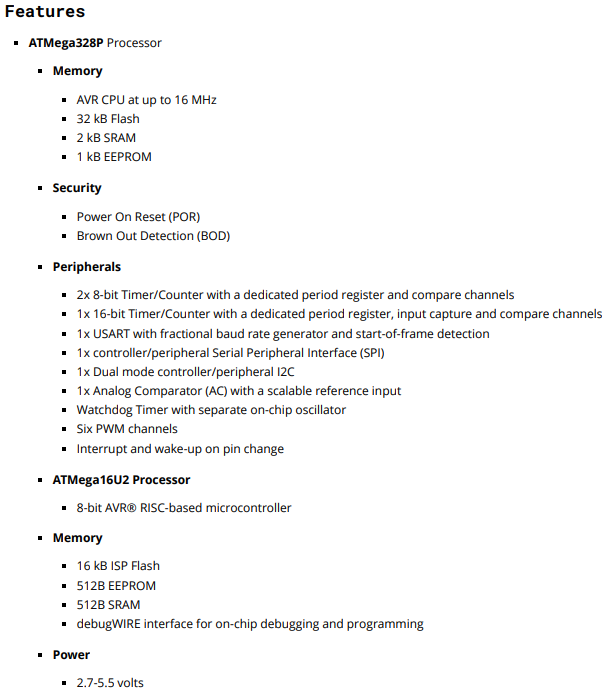 Features
ATMega328P Processor
Memory
AVR CPU at up to 16 MHz
32 kB Flash
2 kB SRAM
1 kB EEPROM
Security
Power On Reset (POR)
Brown Out Detection (BOD)
Peripherals
2x 8-bit Timer/Counter with a dedicated period register and compare channels
1x 16-bit Timer/Counter with a dedicated period register, input capture and compare channels
1x USART with fractional baud rate generator and start-of-frame detection
1x controller/peripheral Serial Peripheral Interface (SPI)
1x Dual mode controller/peripheral I2C
1x Analog Comparator (AC) with a scalable reference input
Watchdog Timer with separate on-chip oscillator
Six PWM channels
Interrupt and wake-up on pin change
ATMega16U2 Processor
8-bit AVR® RISC-based microcontroller
Memory
16 kB ISP Flash
512B EEPROM
512B SRAM
debugWIRE interface for on-chip debugging and programming
Power
2.7-5.5 volts